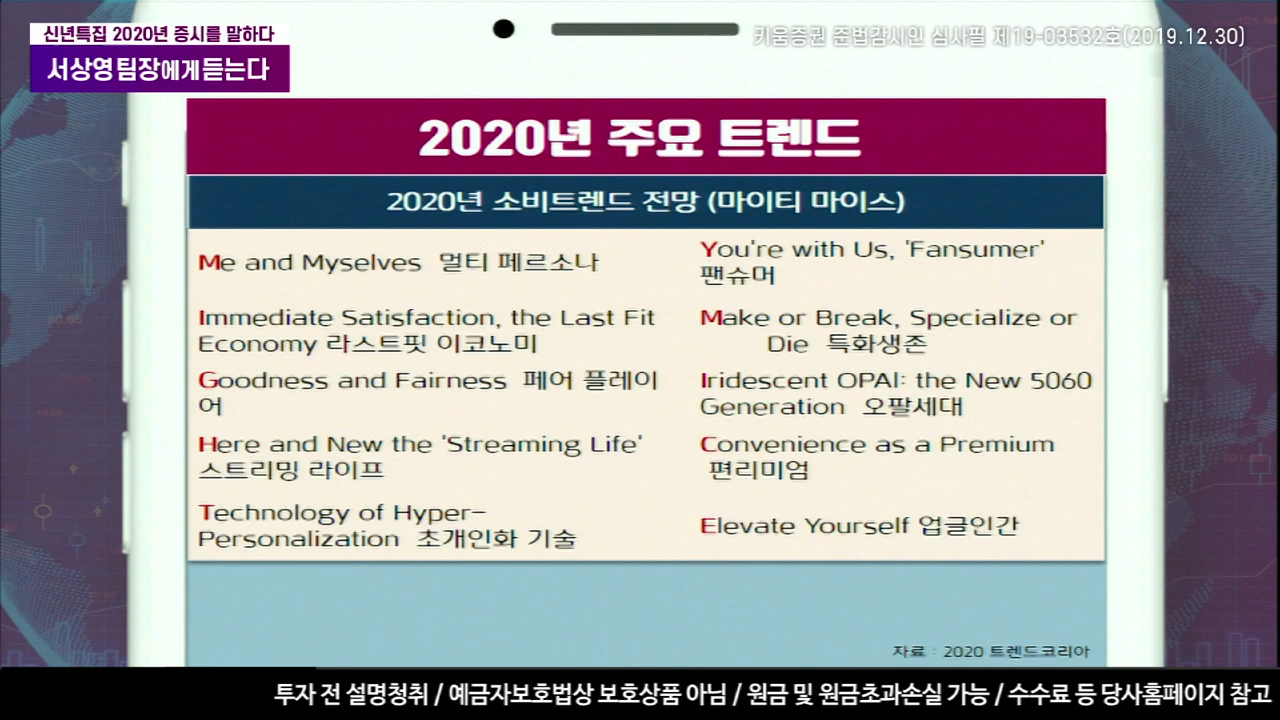 신년특집 2020년 증시를 말하다
서상영팀장에게듣는다
키움증권 준법감시인 심사필 제19-03532호(2019.12.30)
2020년 주요 트렌드
2020년 소비트렌드 전망 (마이티 마이스)
Me and Myselves 멀티 페르소나
Immediate Satisfaction, the Last Fit
Economy 라스트핏 이코노미
Goodness and Fairness 페어 플레이
어
Here and New the 'Streaming Life'
스트리밍 라이프
Technology of Hyper-
Personalization 초개인화 기술
You're with Us, 'Fansumer'
팬슈머
Make or Break, Specialize or
Die 특화생존
Iridescent OPAl: the New 5060
Generation 오팔세대
Convenience as a Premium
편리미엄
Elevate Yourself 업글인간
자료 : 2020 트렌드코리아
투자 전 설명청취 / 예금자보호법상 보호상품 아님 / 원금 및 원금초과손실 가능 / 수수료 등 당사홈페이지 참고